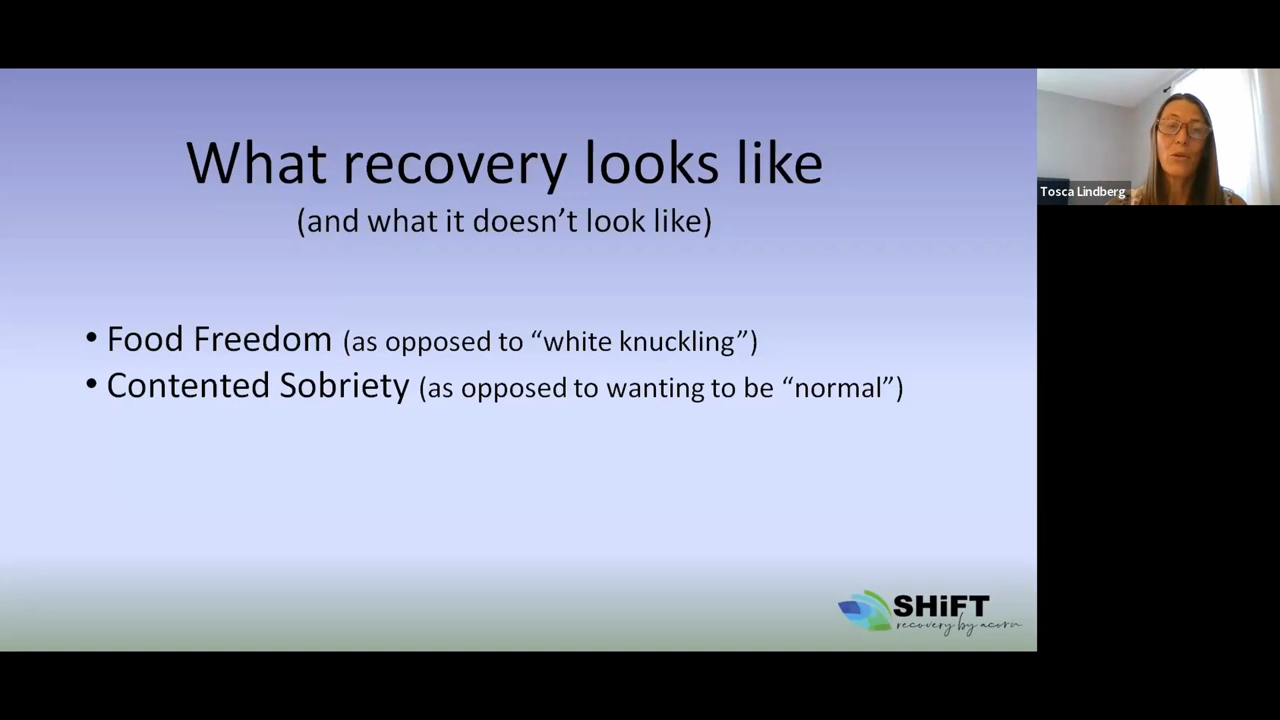 What recovery looks like
(and what it doesn’t look like)
• Food Freedom (as opposed to “white knuckling”)
• Contented Sobriety (as opposed to wanting to be “normal”)
SHiFT
recovery by acorn
Tosca Lindberg